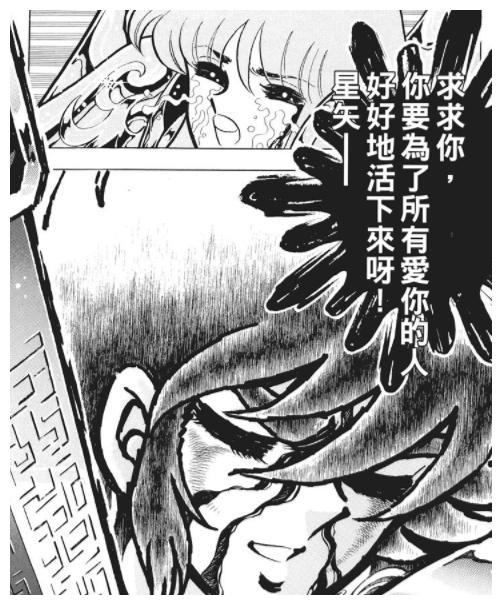 求求你，
你要為了所有愛你的人
好好地活下來呀！
星矢——